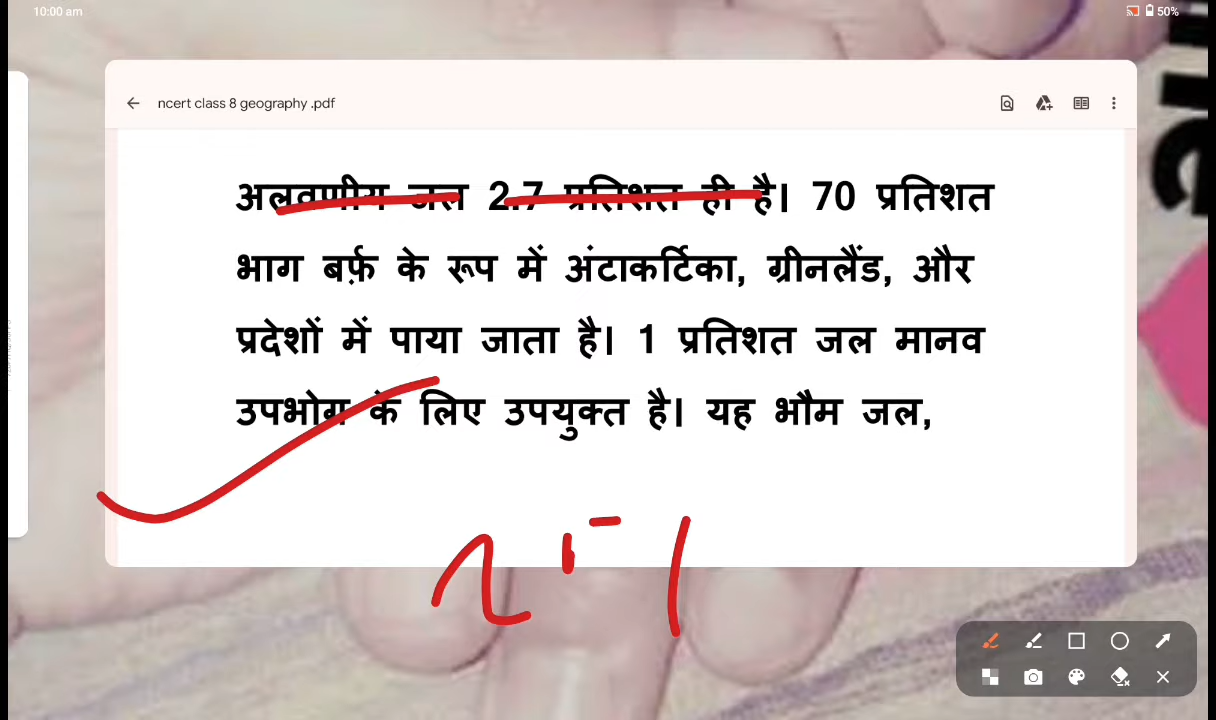 10:00 am
50%
ncert class 8 geography .pdf
अलवणीय जल 2.7 प्रतिशत ही है। 70 प्रतिशत
भाग बर्फ़ के रूप में अंटाकर्टिका, ग्रीनलैंड, और
प्रदेशों में पाया जाता है। 1 प्रतिशत जल मानव
उपभोग के लिए उपयुक्त है। यह भौम जल,